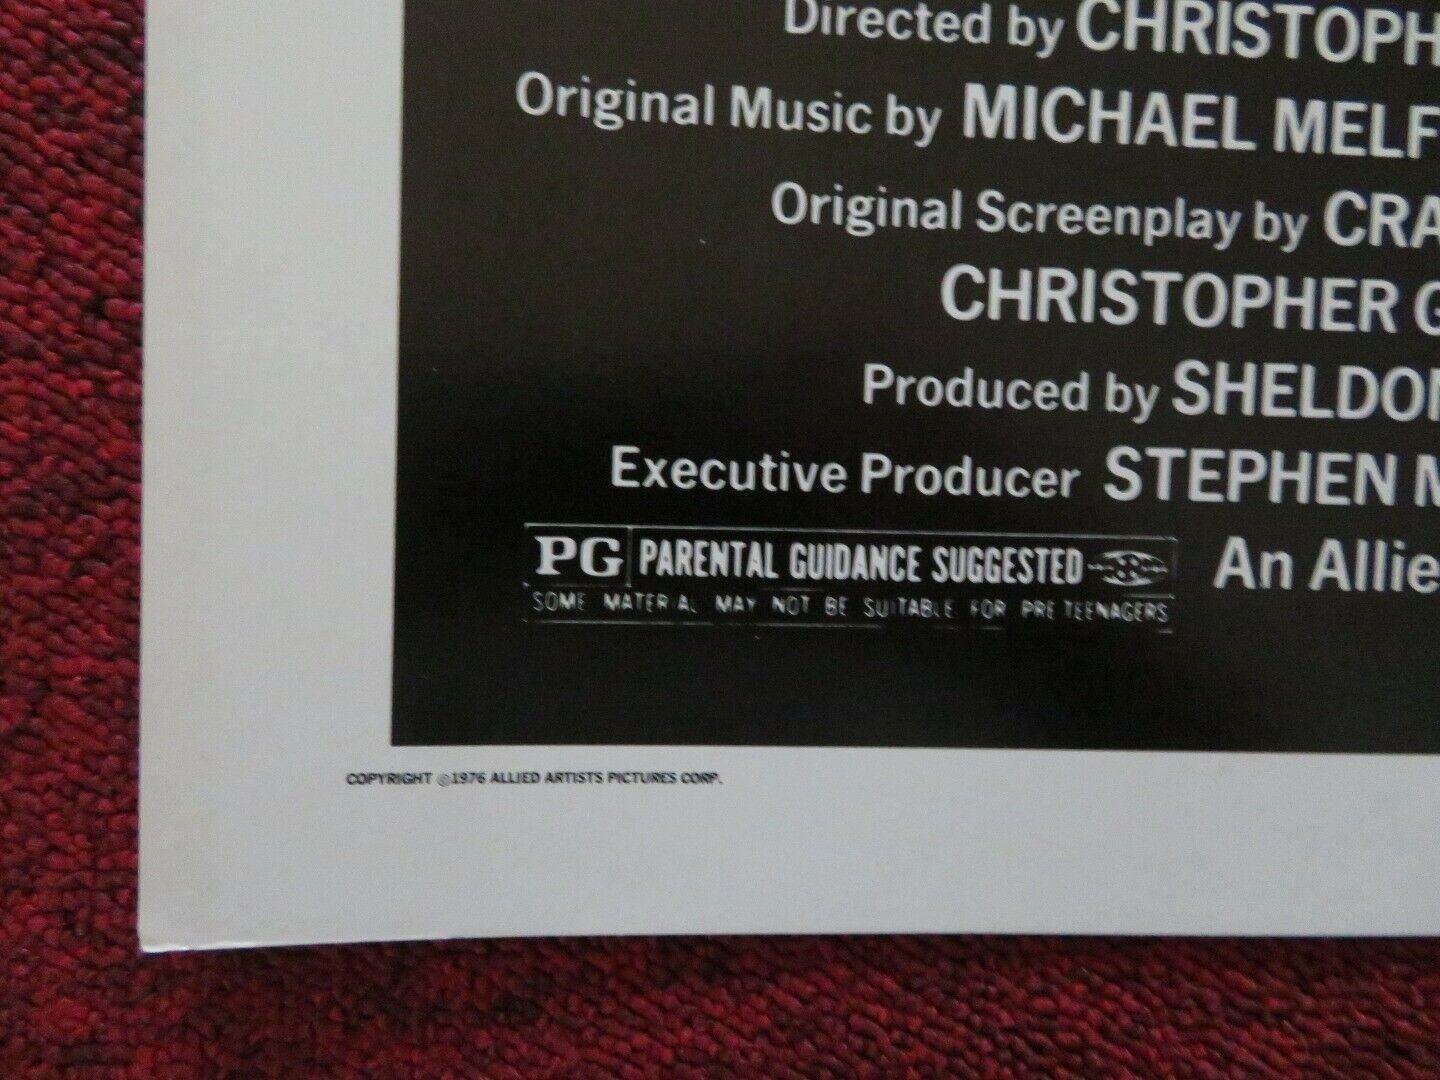 Directed by CHRISTOPH
Original Music by MICHAEL MELF
Original Screenplay by CRA
CHRISTOPHER G
Produced by SHELDON
Executive Producer STEPHEN M
PG PARENTAL GUIDANCE SUGGESTED
SOME MATERIAL MAY NOT BE SUITABLE FOR PRE TEENAGERS
An Allie
COPYRIGHT ©1976 ALLIED ARTISTS PICTURES CORP.